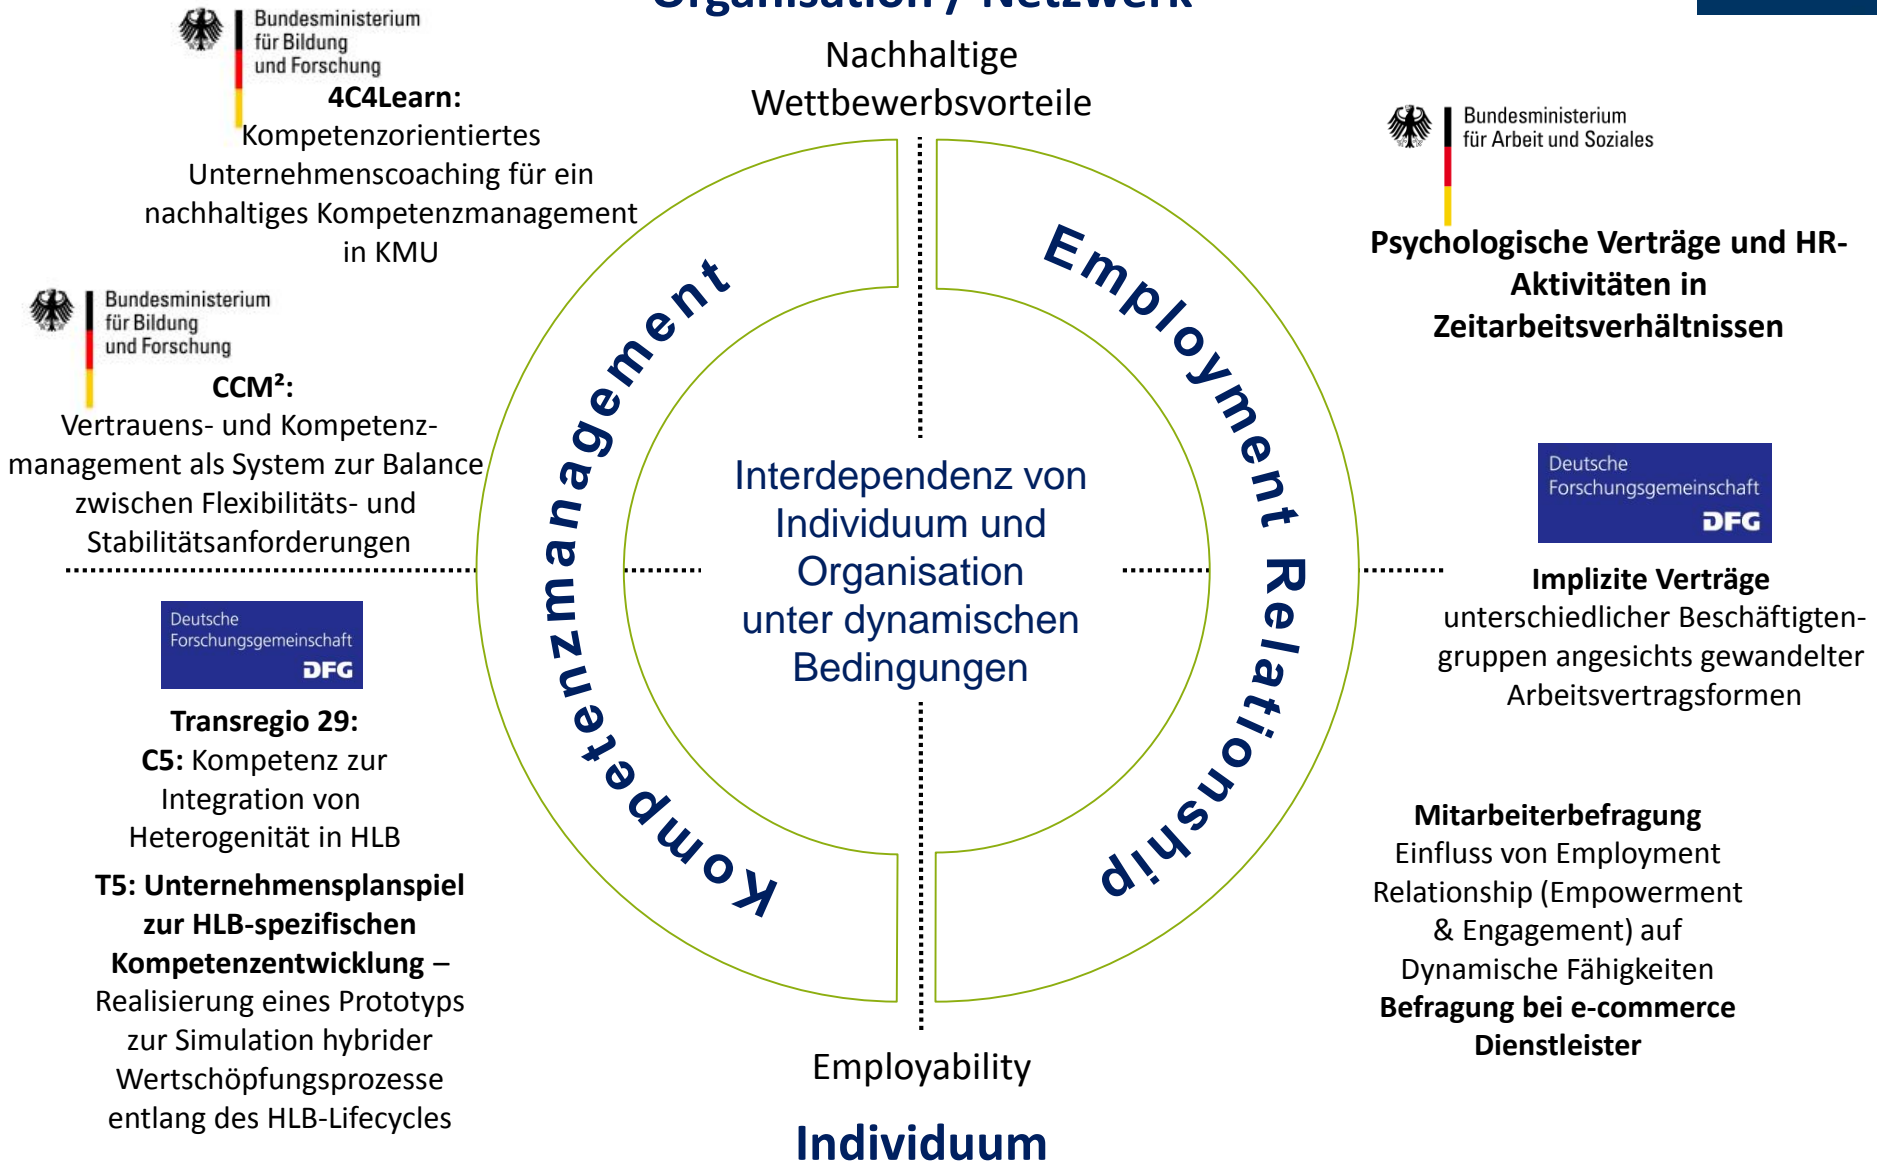 Organisation / Netzwerk
Nachhaltige
Wettbewerbsvorteile
Bundesministerium
für Bildung
und Forschung
4C4Learn:
Kompetenzorientiertes
Unternehmenscoaching für ein
nachhaltiges Kompetenzmanagement
in KMU
Bundesministerium
für Bildung
und Forschung
CCM²:
Vertrauens- und Kompetenz-
management als System zur Balance
zwischen Flexibilitäts- und
Stabilitätsanforderungen
Deutsche
Forschungsgemeinschaft
DFG
Transregio 29:
C5: Kompetenz zur
Integration von
Heterogenität in HLB
T5: Unternehmensplanspiel
zur HLB-spezifischen
Kompetenzentwicklung –
Realisierung eines Prototyps
zur Simulation hybrider
Wertschöpfungsprozesse
entlang des HLB-Lifecycles
Kompetenzmanagement
Interdependenz von
Individuum und
Organisation
unter dynamischen
Bedingungen
Employment Relationship
Bundesministerium
für Arbeit und Soziales
Psychologische Verträge und HR-
Aktivitäten in
Zeitarbeitsverhältnissen
Deutsche
Forschungsgemeinschaft
DFG
Implizite Verträge
unterschiedlicher Beschäftigten-
gruppen angesichts gewandelter
Arbeitsvertragsformen
Mitarbeiterbefragung
Einfluss von Employment
Relationship (Empowerment
& Engagement) auf
Dynamische Fähigkeiten
Befragung bei e-commerce
Dienstleister
Employability
Individuum